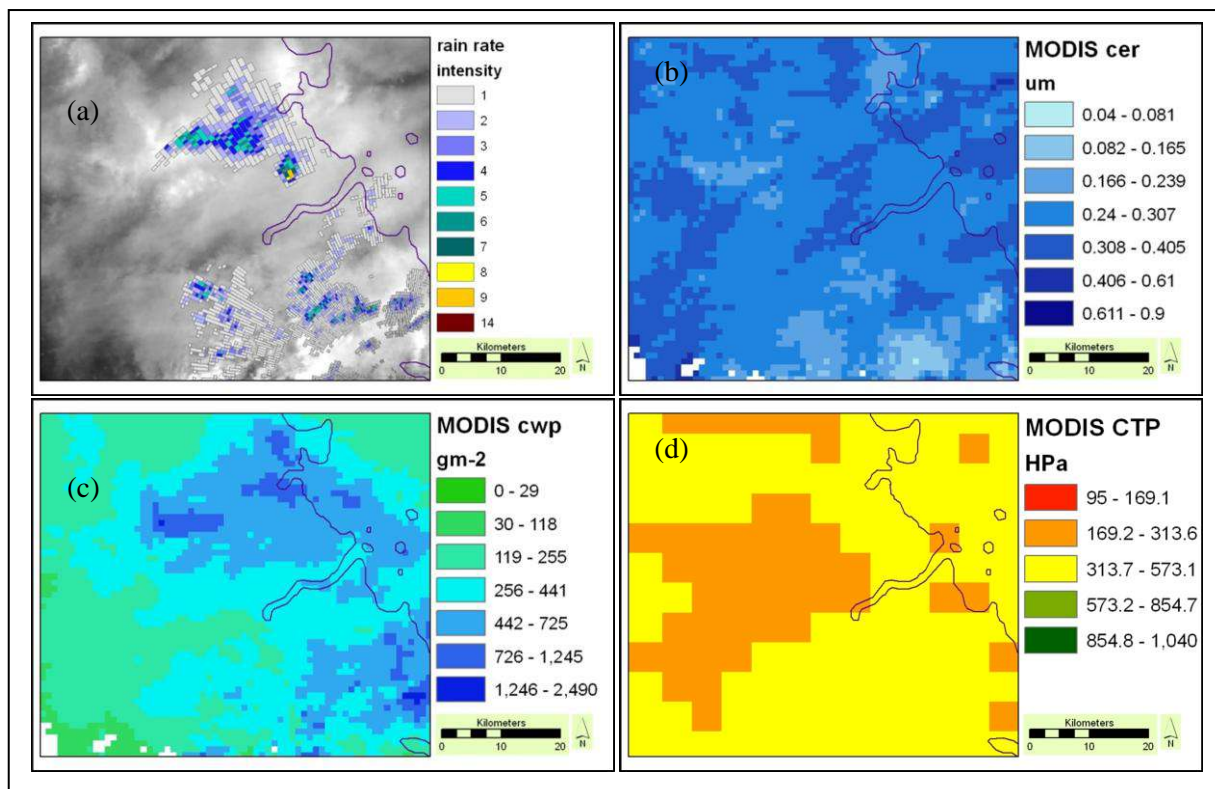 (a)
rain rate
intensity
1
2
3
4
5
6
7
8
9
14
Kilometers
0 5 10 20
N
(b)
MODIS cer
um
0.04 - 0.081
0.082 - 0.165
0.166 - 0.239
0.24 - 0.307
0.308 - 0.405
0.406 - 0.61
0.611 - 0.9
Kilometers
0 5 10 20
N
(c)
MODIS cwp
gm-2
0 - 29
30 - 118
119 - 255
256 - 441
442 - 725
726 - 1,245
1,246 - 2,490
Kilometers
0 5 10 20
N
(d)
MODIS CTP
HPa
95 - 169.1
169.2 - 313.6
313.7 - 573.1
573.2 - 854.7
854.8 - 1,040
Kilometers
0 5 10 20
N